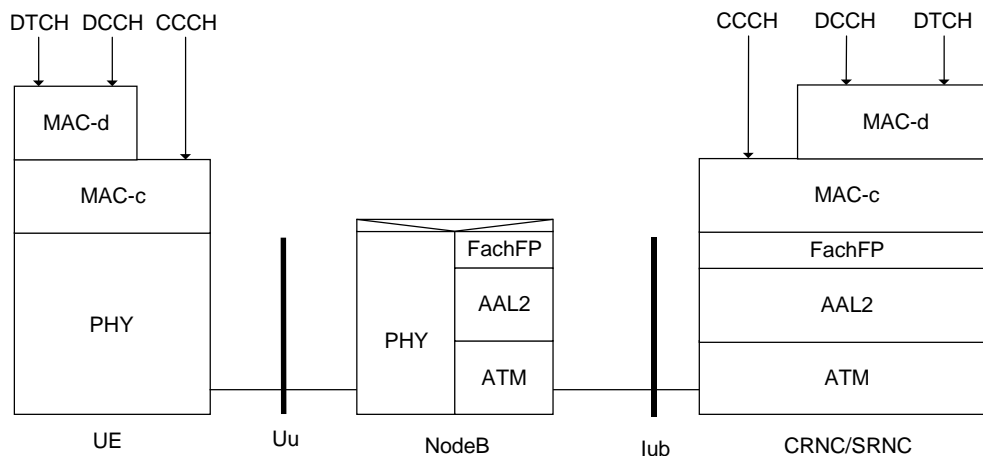 DTCH DCCH CCCH
CCCH DCCH DTCH
MAC-d
MAC-d
MAC-c
MAC-c
FachFP
FachFP
PHY
PHY
AAL2
AAL2
ATM
ATM
UE
Uu
NodeB
Iub
CRNC/SRNC